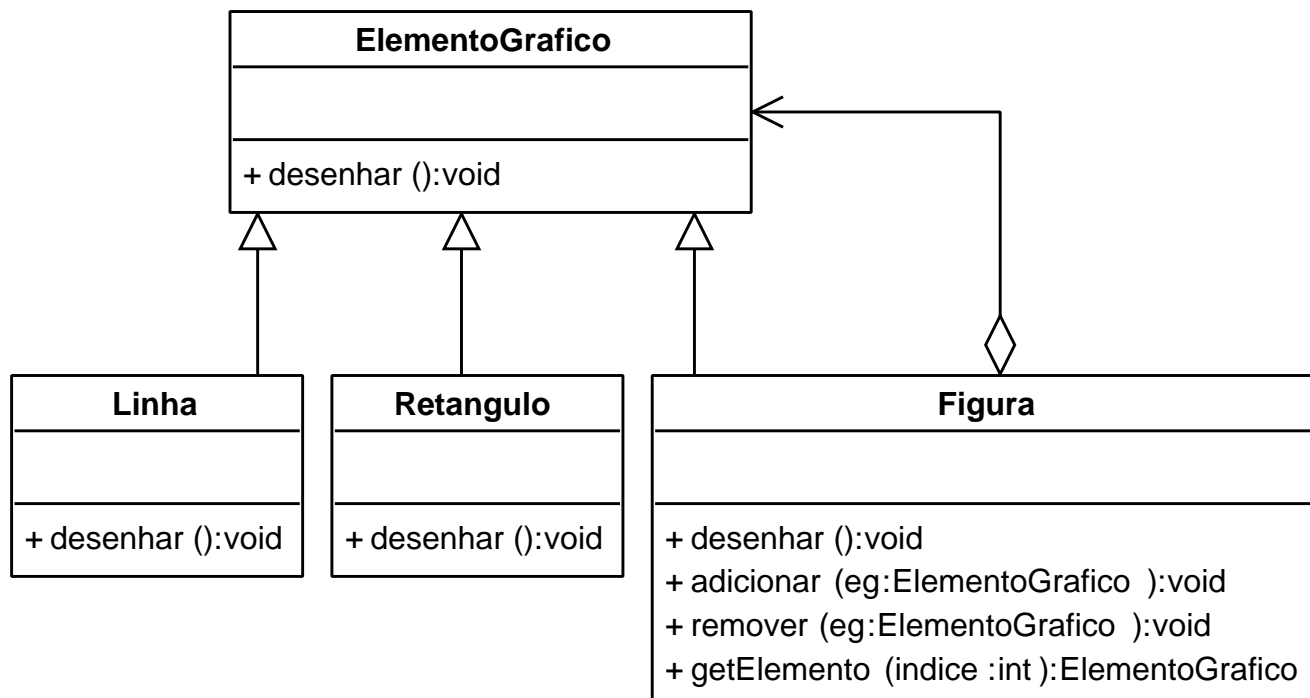 ElementoGrafico
+ desenhar ():void
Linha
+ desenhar ():void
Retangulo
+ desenhar ():void
Figura
+ desenhar ():void
+ adicionar (eg:ElementoGrafico ):void
+ remover (eg:ElementoGrafico ):void
+ getElemento (indice :int ):ElementoGrafico